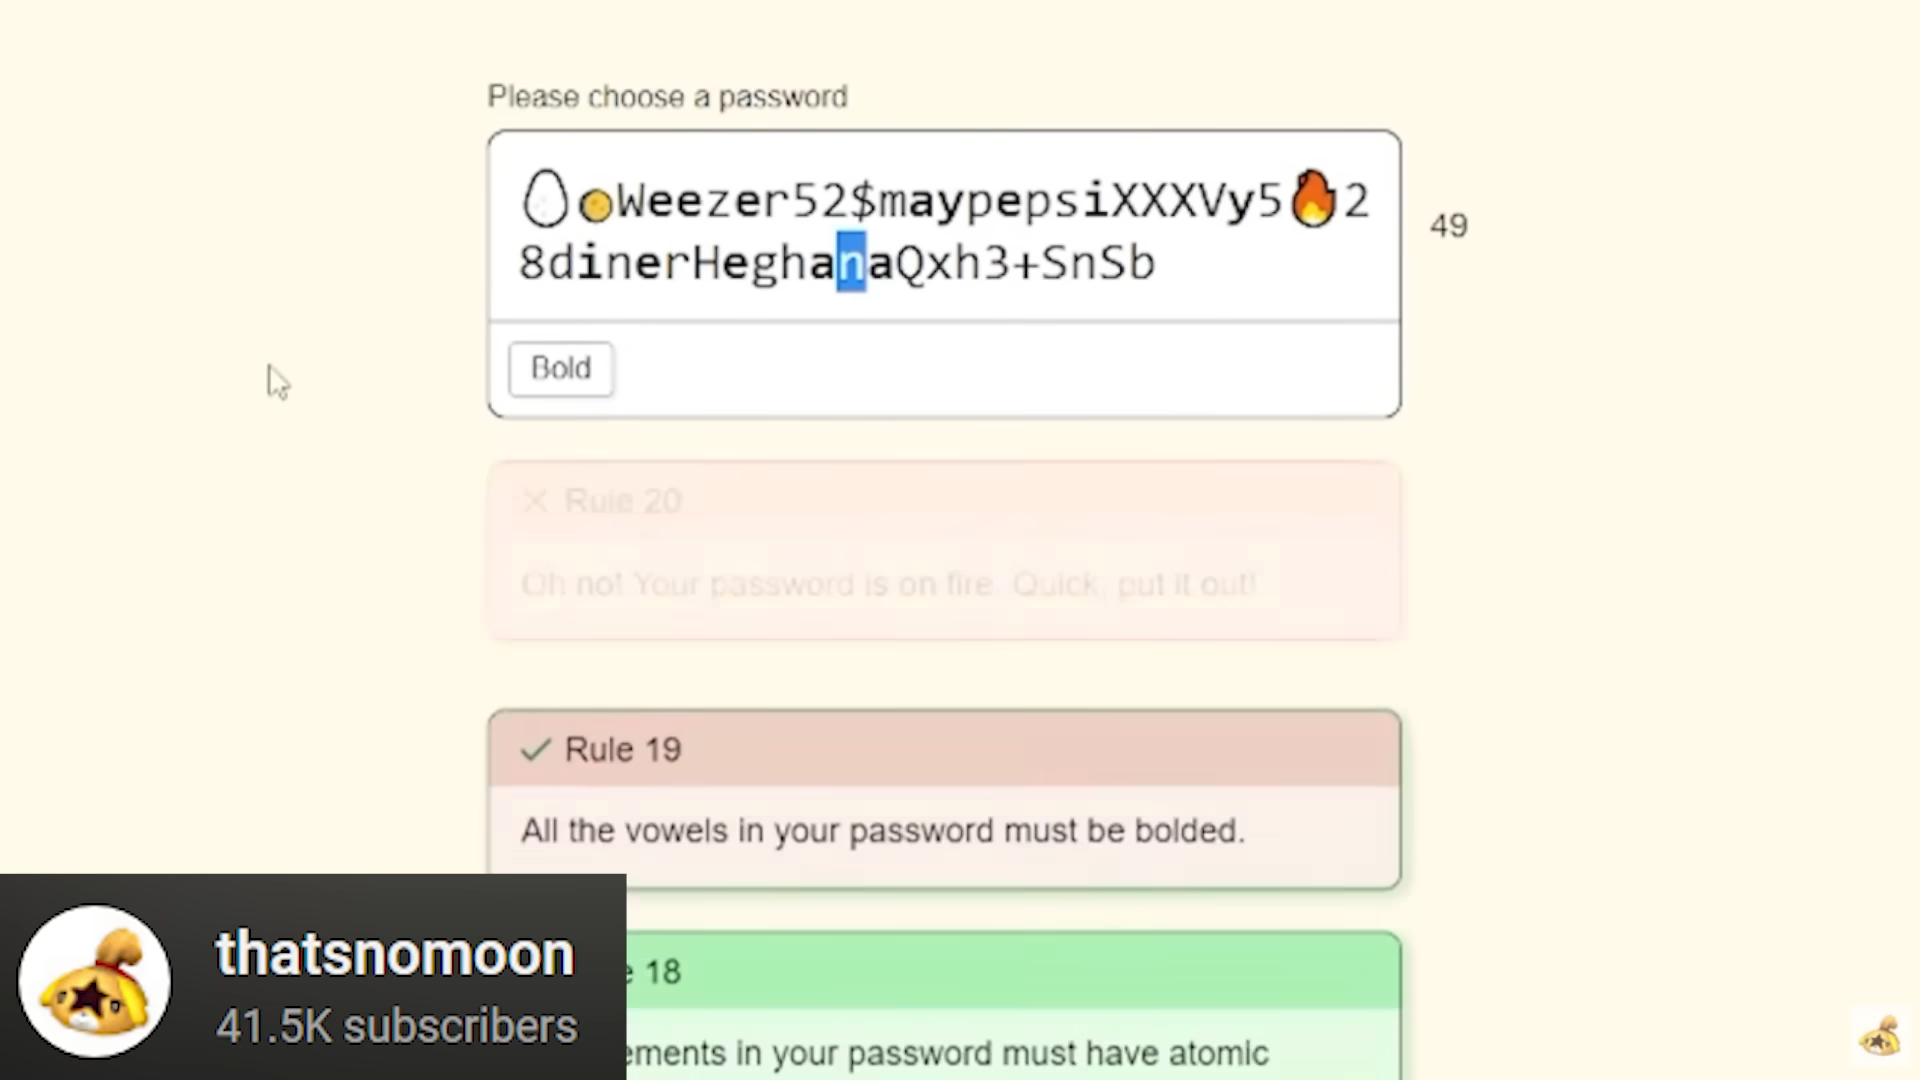 Please choose a password
🥚🌕Weezer52$maypepsiXXXVy5🔥2
49
8dinerHeghanaQxh3+SnSb
Bold
× Rule 20
Oh no! Your password is on fire. Quick, put it out!
✓ Rule 19
All the vowels in your password must be bolded.
e 18
ements in your password must have atomic
thatsnomoon
41.5K subscribers